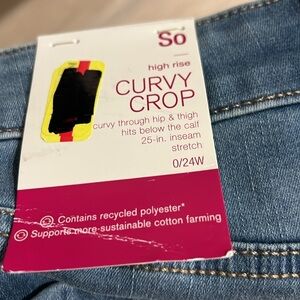 So
high rise
CURVY
CROP
curvy through hip & thigh
hits below the calf
25-in. inseam
stretch
0/24W
Contains recycled polyester*
Supports more-sustainable cotton farming